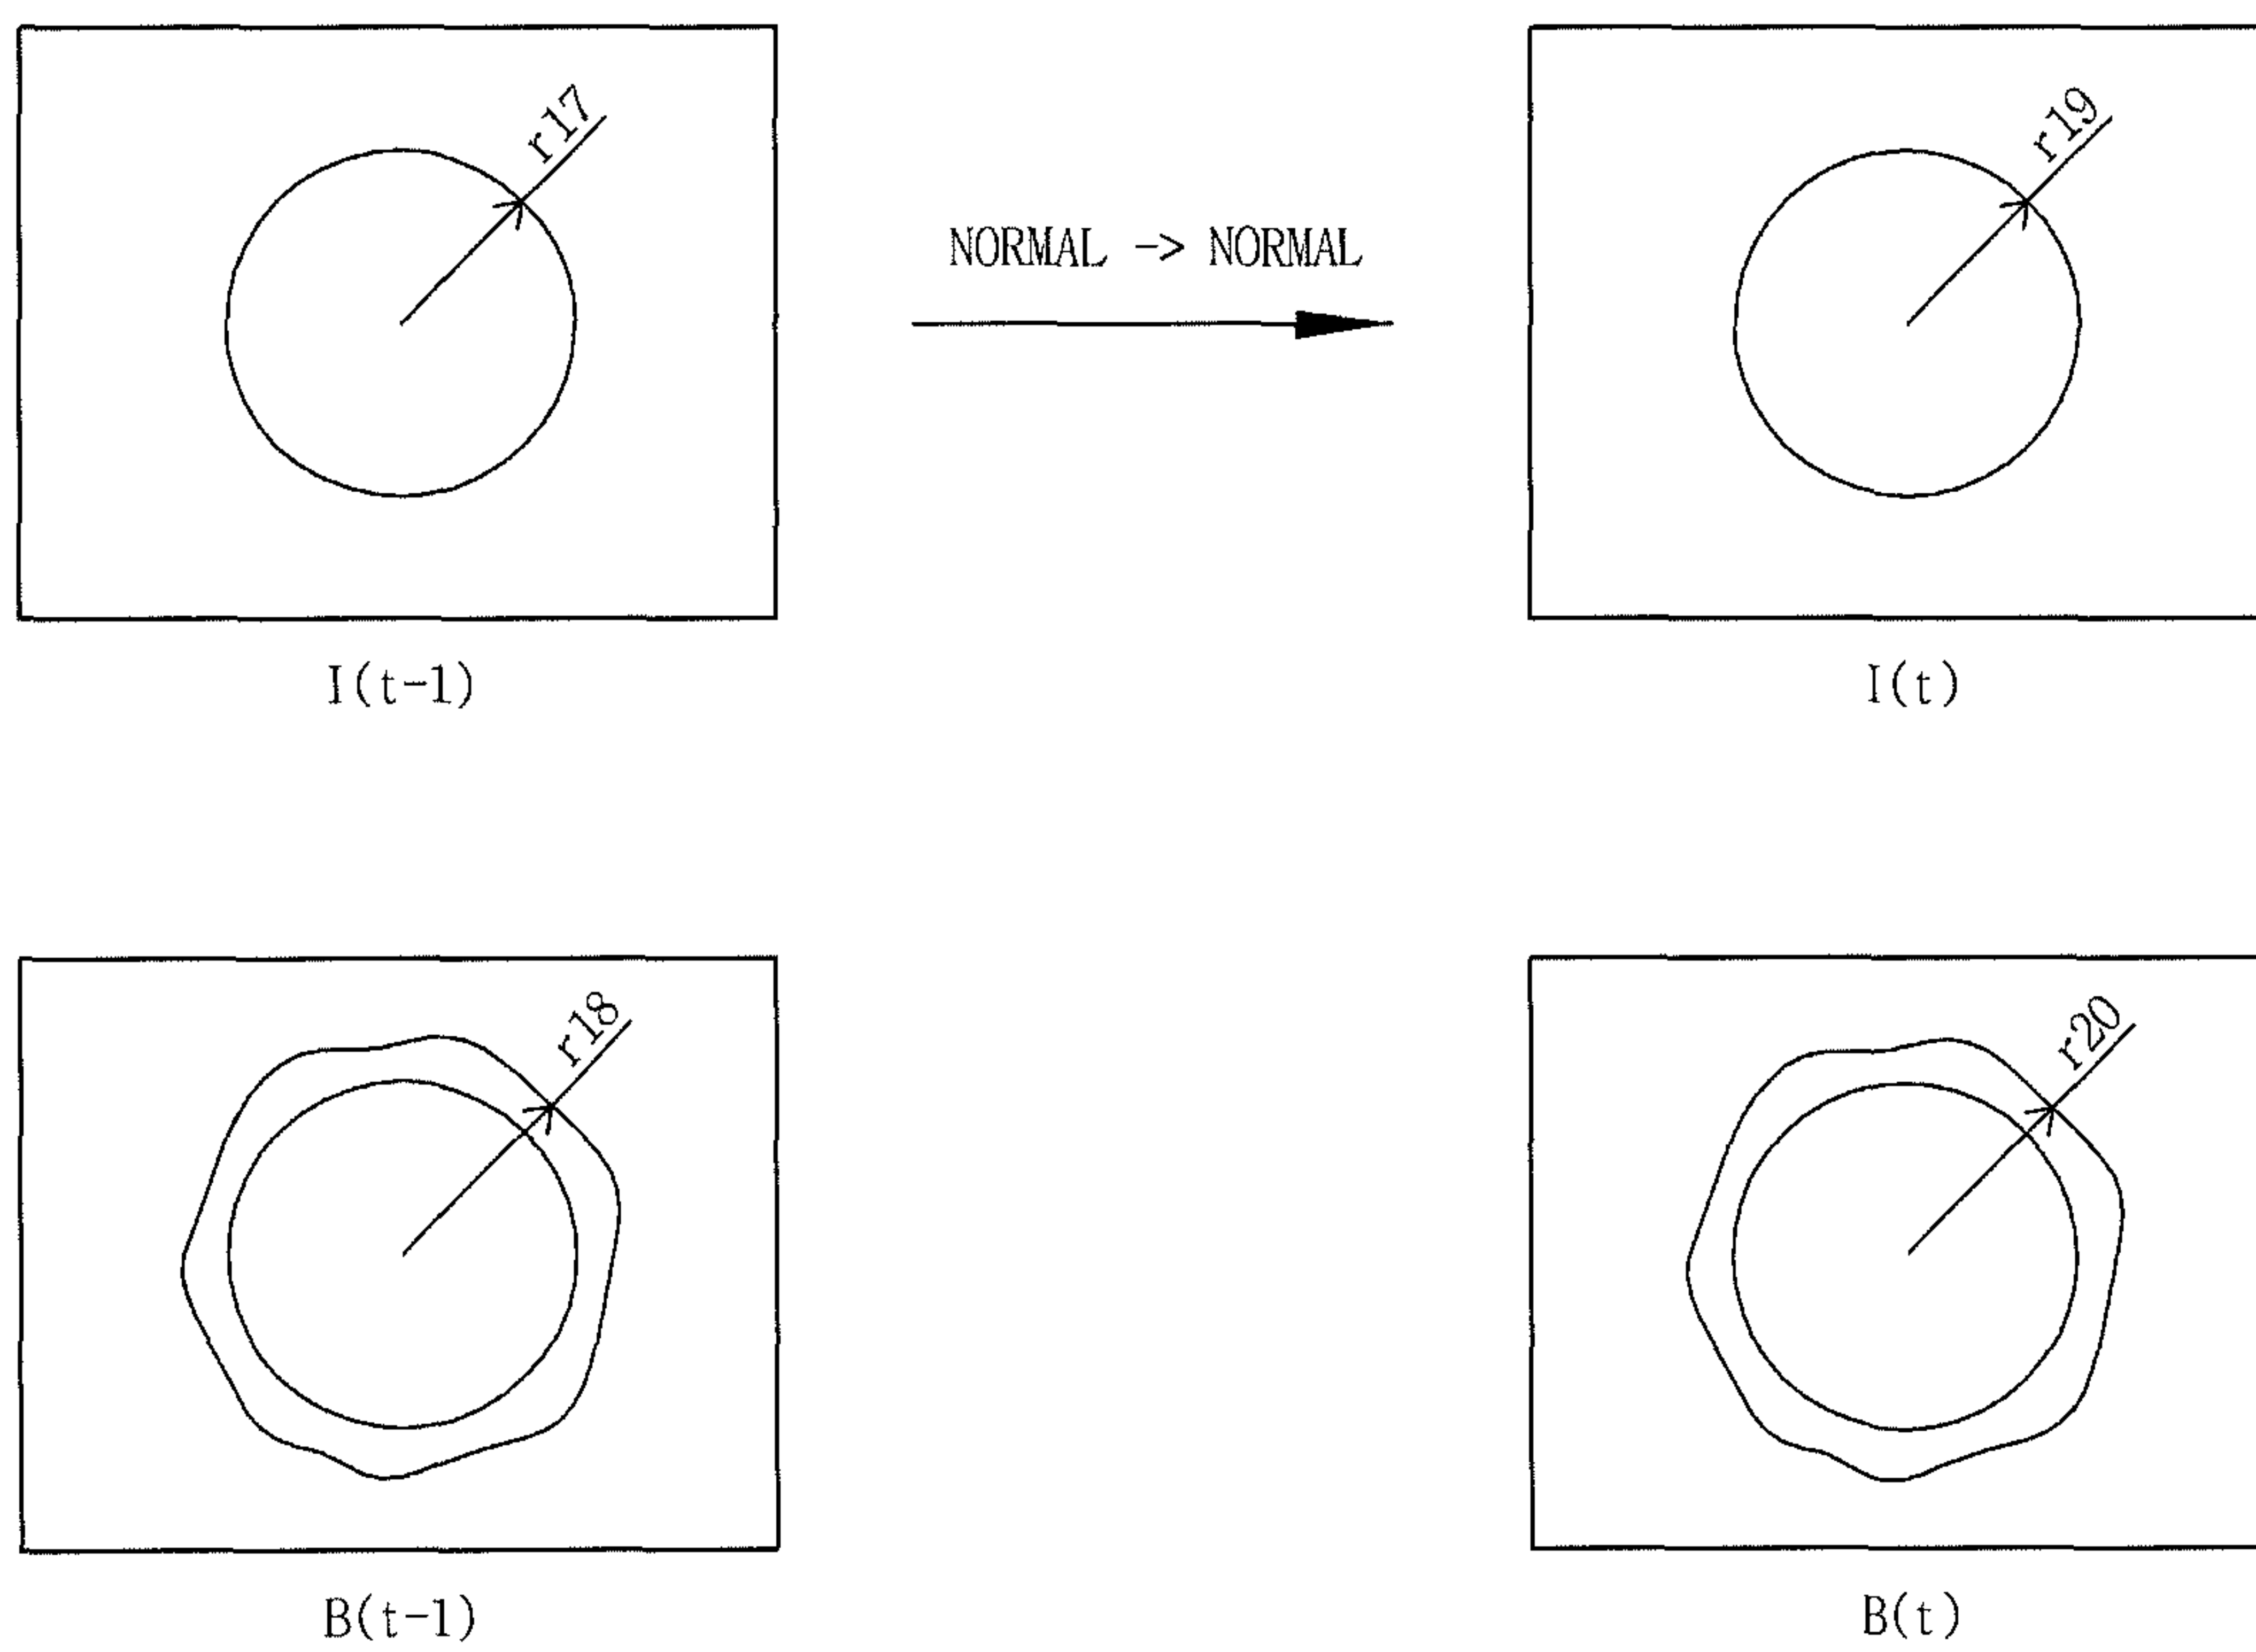 r17
r19
NORMAL -> NORMAL
I(t-1)
I(t)
r18
r20
B(t-1)
B(t)